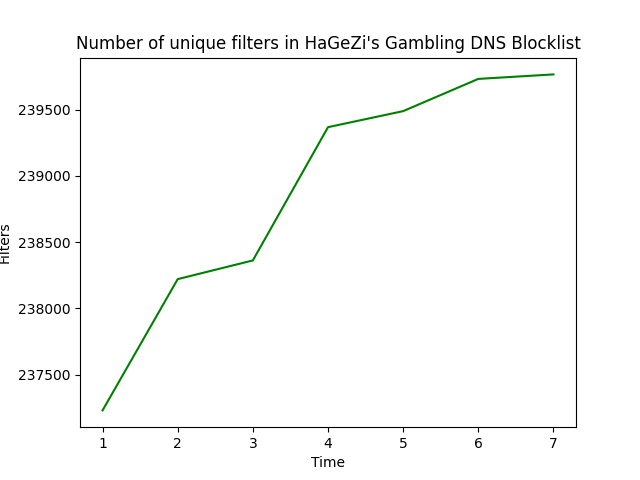 Number of unique filters in HaGeZi's Gambling DNS Blocklist
239500
239000
238500
238000
237500
Filters
1 2 3 4 5 6 7
Time